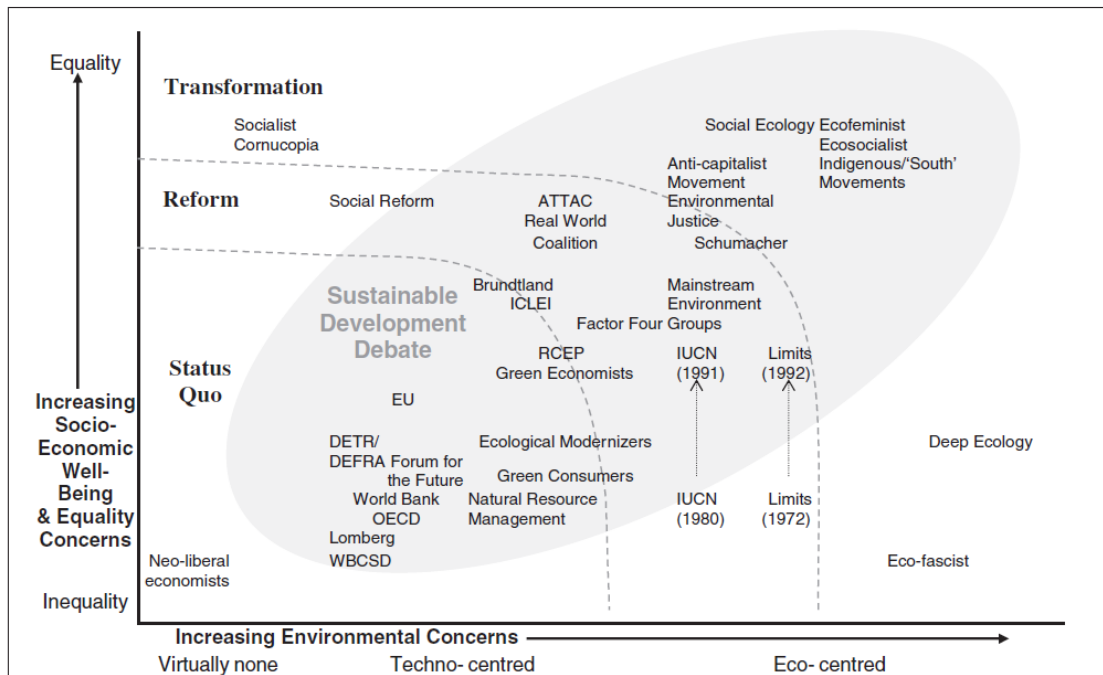 Equality
Transformation
Socialist
Cornucopia
Social Ecology Ecofeminist
Ecosocialist
Indigenous/‘South’
Movements
Anti-capitalist
Movement
Environmental
Justice
Reform
Social Reform
ATTAC
Real World
Coalition
Schumacher
Sustainable
Development
Debate
Brundtland
ICLEI
Mainstream
Environment
Factor Four Groups
Status
Quo
RCEP
Green Economists
IUCN
(1991)
Limits
(1992)
EU
Increasing
Socio-
Economic
Well-
Being
& Equality
Concerns
DETR/
DEFRA Forum for
the Future
Ecological Modernizers
Green Consumers
Deep Ecology
World Bank
OECD
Natural Resource
Management
IUCN
(1980)
Limits
(1972)
Lomberg
WBCSD
Neo-liberal
economists
Eco-fascist
Inequality
Increasing Environmental Concerns
Virtually none
Techno- centred
Eco- centred